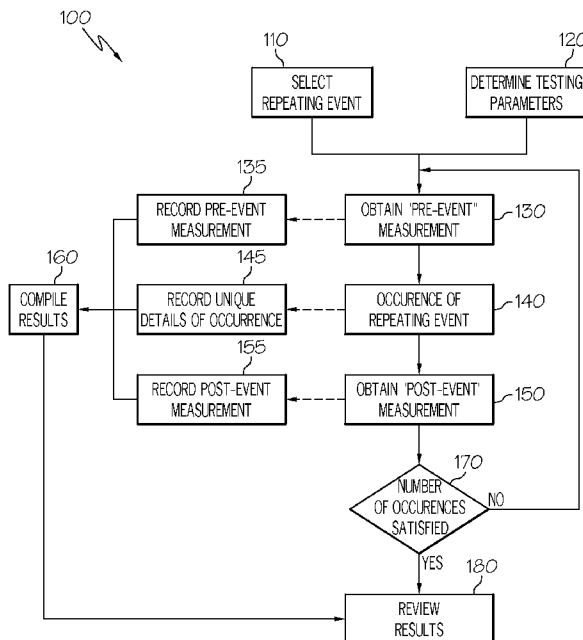 100
110
120
SELECT
REPEATING EVENT
DETERMINE TESTING
PARAMETERS
135
RECORD PRE-EVENT
MEASUREMENT
OBTAIN 'PRE-EVENT"
MEASUREMENT
130
160
COMPILE
RESULTS
145
RECORD UNIQUE
DETAILS OF OCCURRENCE
OCCURENCE OF
REPEATING EVENT
140
155
RECORD POST-EVENT
MEASUREMENT
OBTAIN 'POST-EVENT'
MEASUREMENT
150
170
NUMBER
OF OCCURENCES
SATISFIED
NO
YES
180
REVIEW
RESULTS